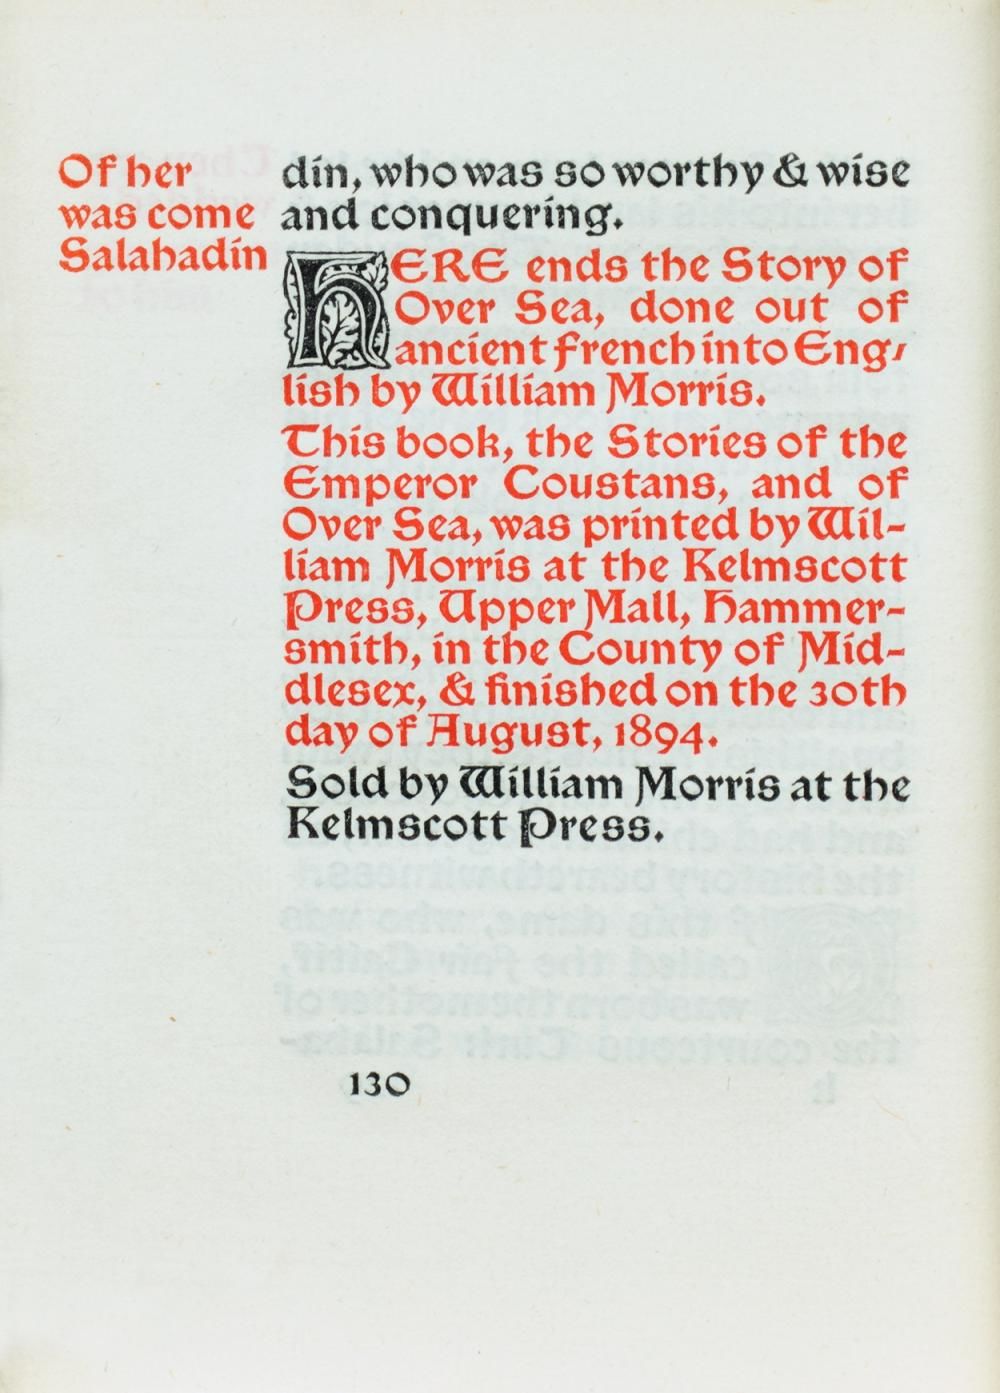 Of her
was come
Salahadin
din, who was so worthy & wise
and conquering.
HERE ends the Story of
Over Sea, done out of
ancient french into Eng/
lish by William Morris.
This book, the Stories of the
Emperor Coustans, and of
Over Sea, was printed by Wil-
liam Morris at the Kelmscott
Press, Upper Mall, Hammer-
smith, in the County of Mid-
dlesex, & finished on the 30th
day of August, 1894.
Sold by William Morris at the
Kelmscott Press.
130